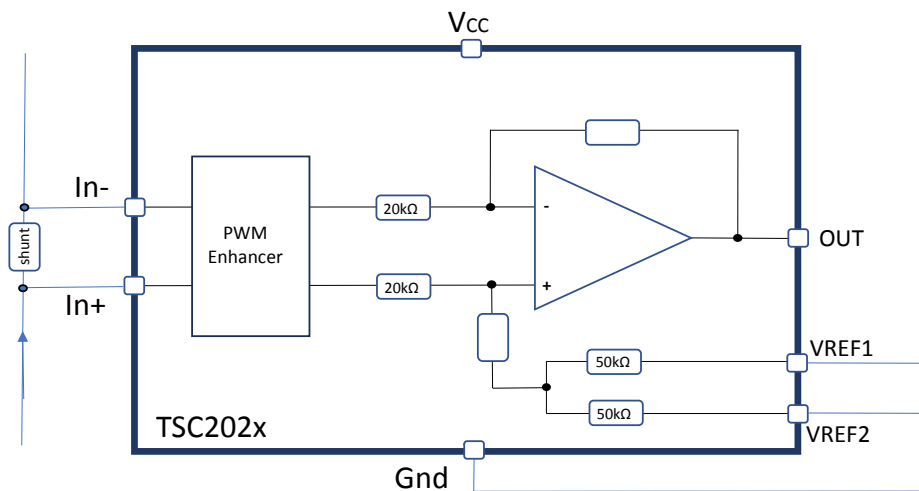 Vcc
In-
20kΩ
-
shunt
PWM
Enhancer
OUT
In+
20kΩ
+
50kΩ
VREF1
50kΩ
TSC202x
VREF2
Gnd